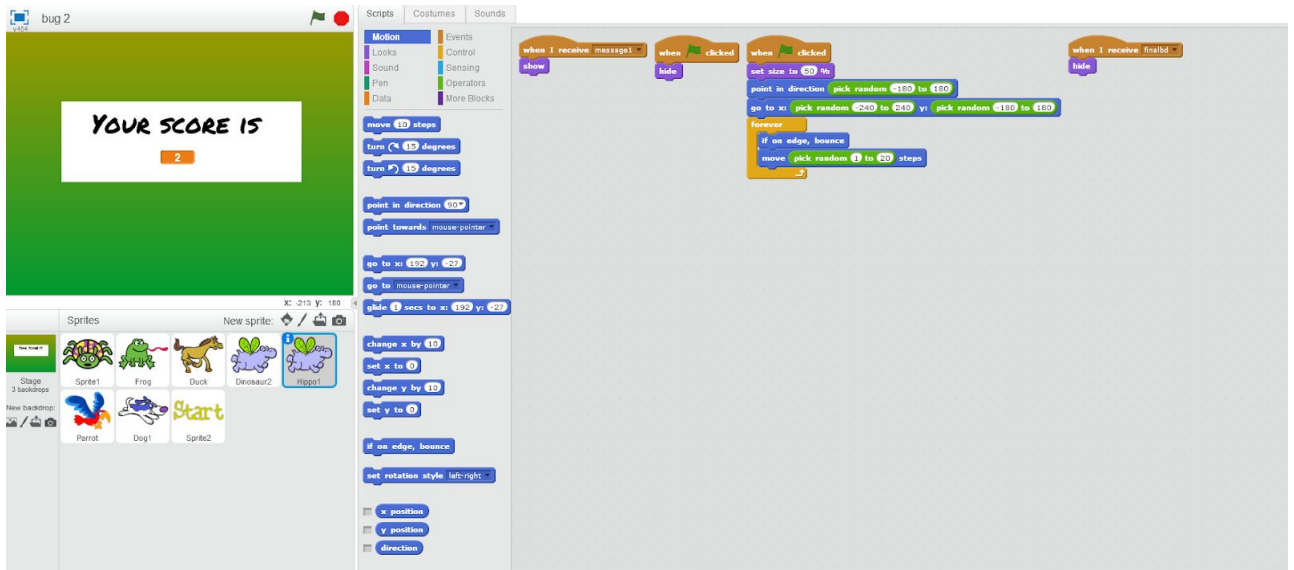 bug 2
v454
YOUR SCORE IS
2
X: -213 Y: 180
Sprites
New sprite:
Stage
3 backdrops
New backdrop:
Sprite1
Frog
Duck
Dinosaur2
Hippo1
Parrot
Dog1
Start
Sprite2
Scripts
Costumes
Sounds
Motion
Events
Looks
Control
Sound
Sensing
Pen
Operators
Data
More Blocks
move 10 steps
turn 15 degrees
turn 15 degrees
point in direction 90
point towards mouse-pointer
go to x: 192 y: -27
go to mouse-pointer
glide 1 secs to x: 192 y: -27
change x by 10
set x to 0
change y by 10
set y to 0
if on edge, bounce
set rotation style left-right
x position
y position
direction
when I receive message1
show
when clicked
hide
when clicked
set size to 50 %
point in direction pick random -180 to 180
go to x: pick random -240 to 240 y: pick random -180 to 180
forever
if on edge, bounce
move pick random 1 to 20 steps
when I receive finalbd
hide